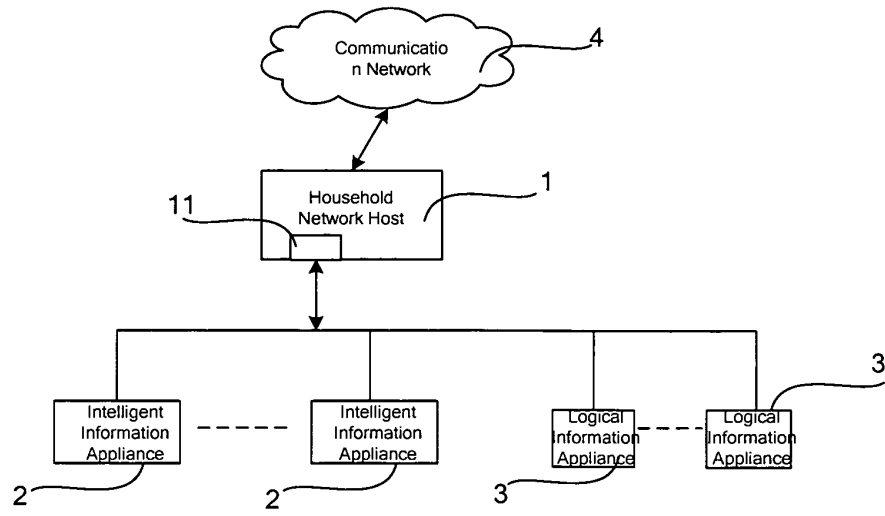 Communicatio
n Network
4
Household
Network Host
1
11
3
Intelligent
Information
Appliance
Intelligent
Information
Appliance
Logical
Information
Appliance
Logical
Information
Appliance
2
2
3